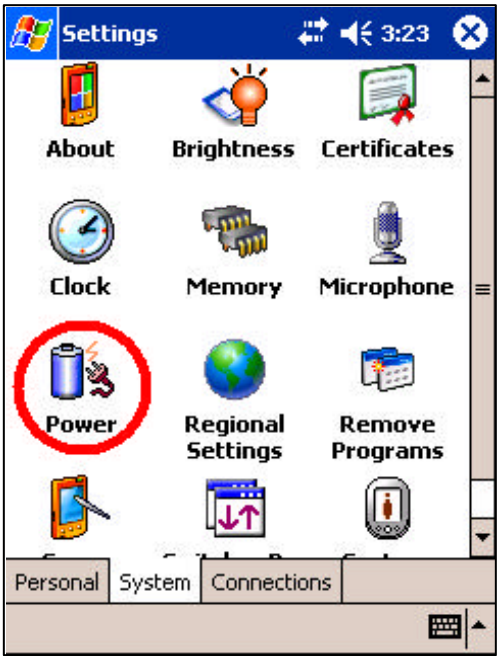 Settings 3:23
About Brightness Certificates
Clock Memory Microphone
Power Regional Settings Remove Programs
Personal System Connections